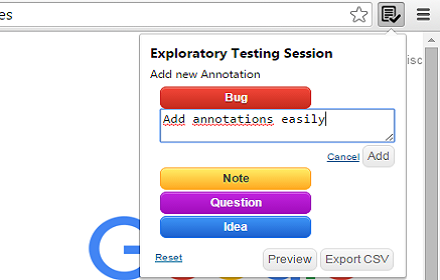 es
Exploratory Testing Session
isc
Add new Annotation
Bug
Add annotations easily
Cancel Add
Note
Question
Idea
Reset Preview Export CSV